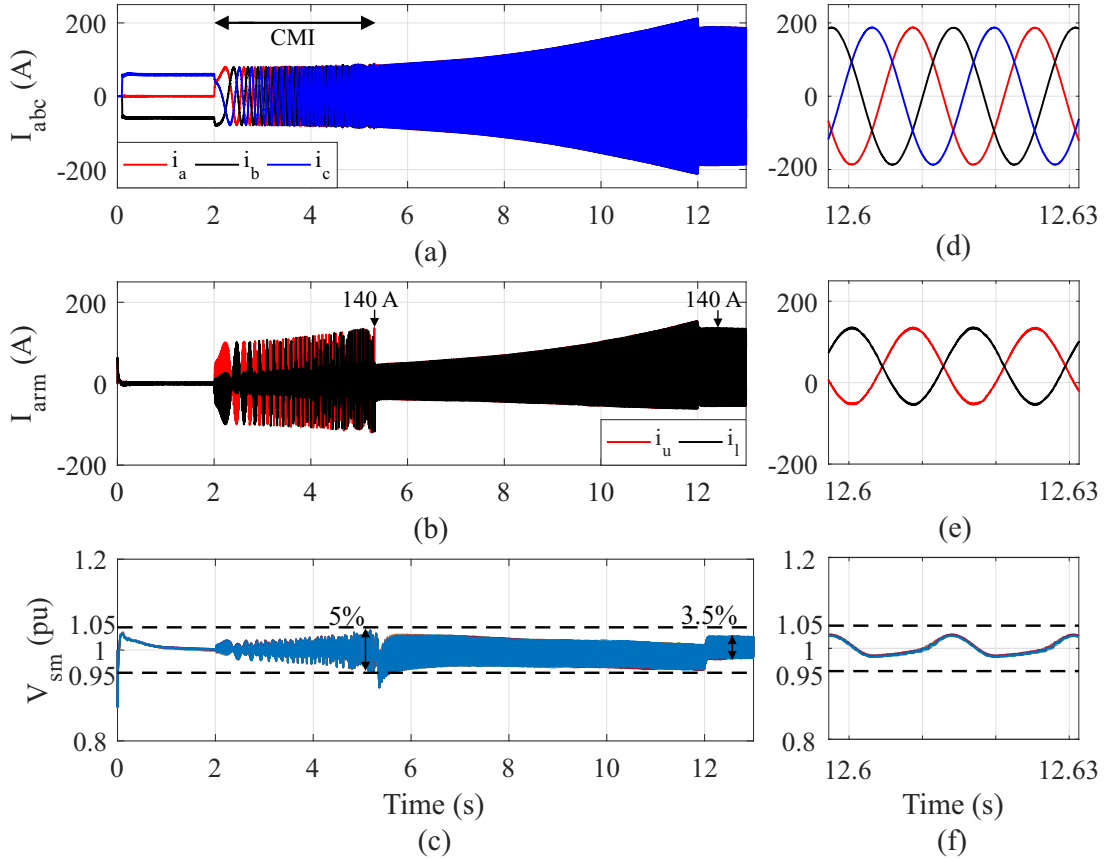 200
0
-200
I_abc (A)
CMI
i_a i_b i_c
0 2 4 6 8 10 12
(a)
200
0
-200
12.6 12.63
(d)
200
0
-200
I_arm (A)
140 A 140 A
i_u i_l
0 2 4 6 8 10 12
(b)
200
0
-200
12.6 12.63
(e)
1.2
1.05
1
0.95
0.8
V_sm (pu)
5% 3.5%
0 2 4 6 8 10 12
Time (s)
(c)
1.2
1.05
1
0.95
0.8
12.6 12.63
Time (s)
(f)